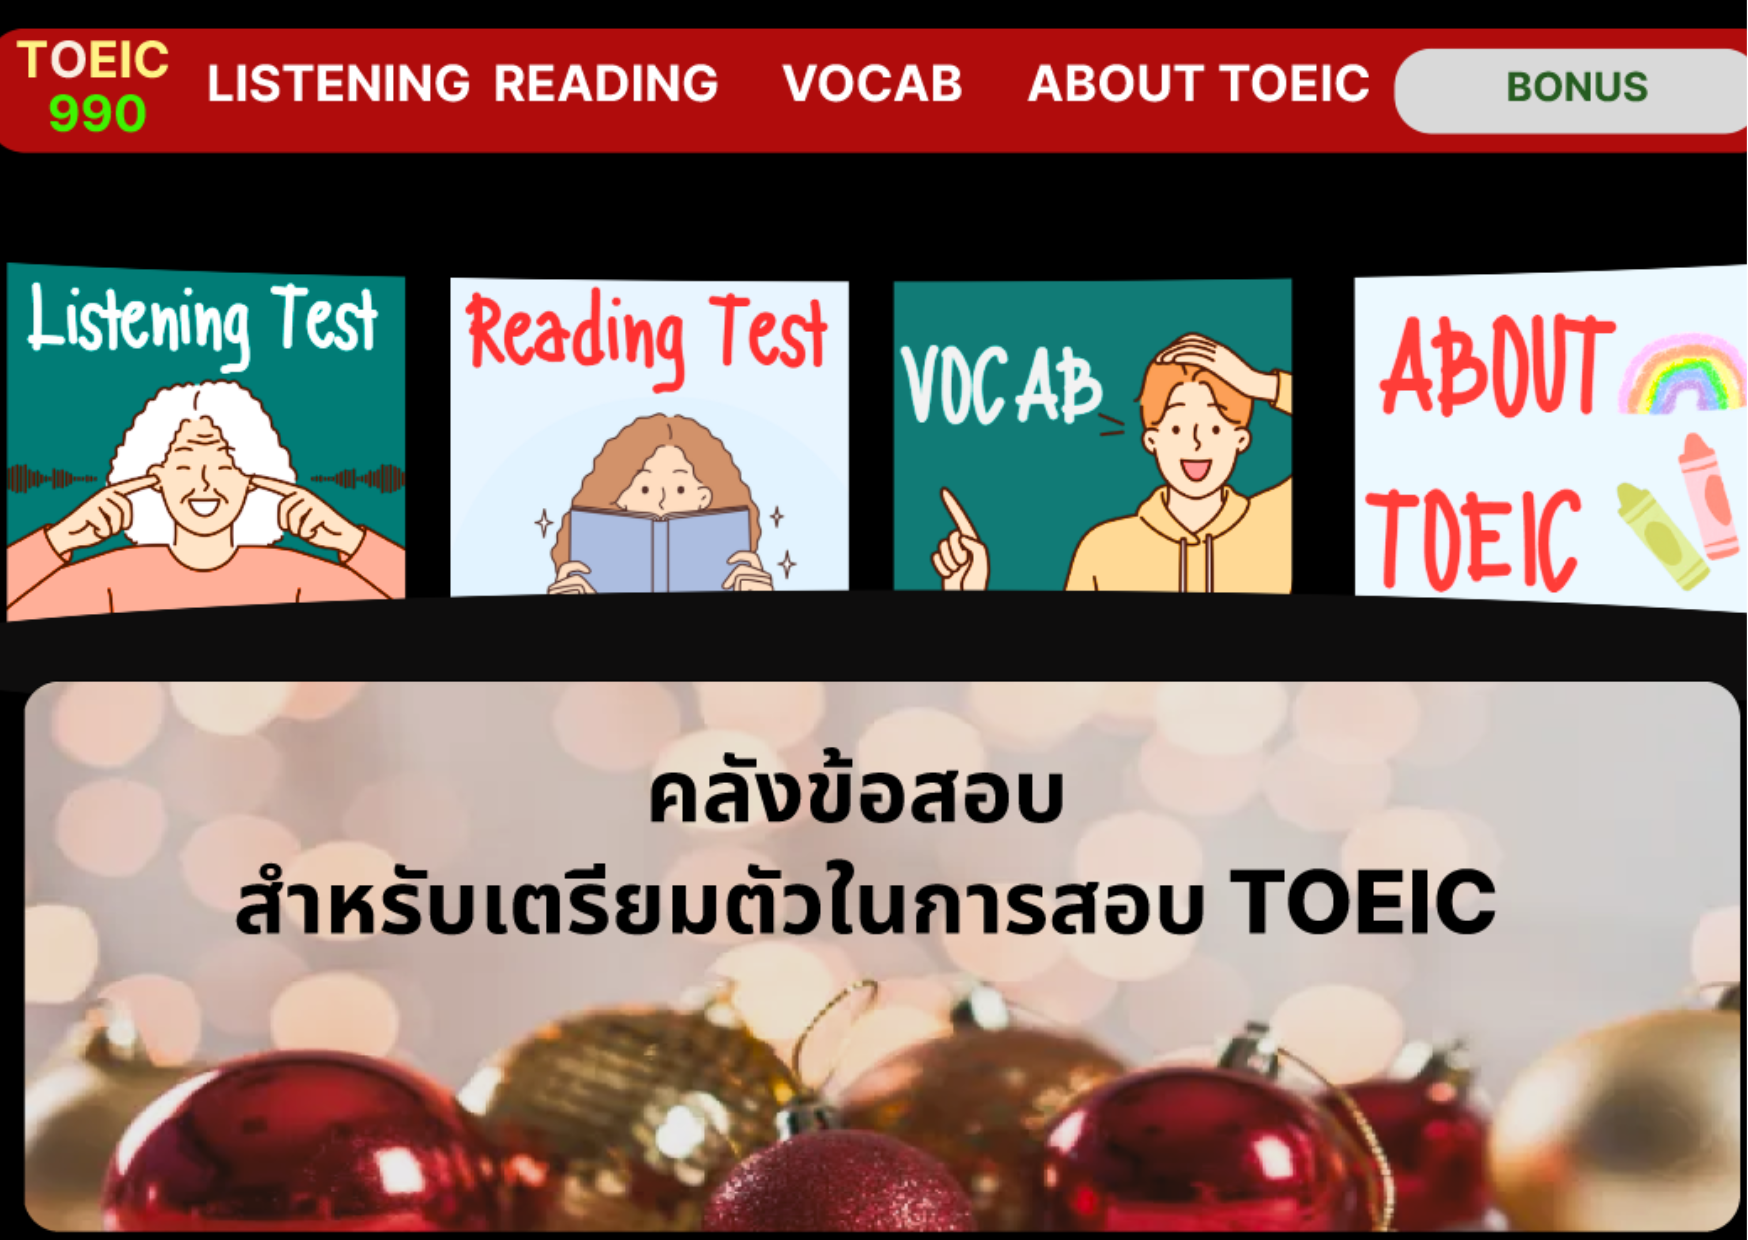 TOEIC
990
LISTENING READING VOCAB ABOUT TOEIC BONUS
Listening Test
Reading Test
VOCAB
ABOUT
TOEIC
คลังข้อสอบ
สำหรับเตรียมตัวในการสอบ TOEIC